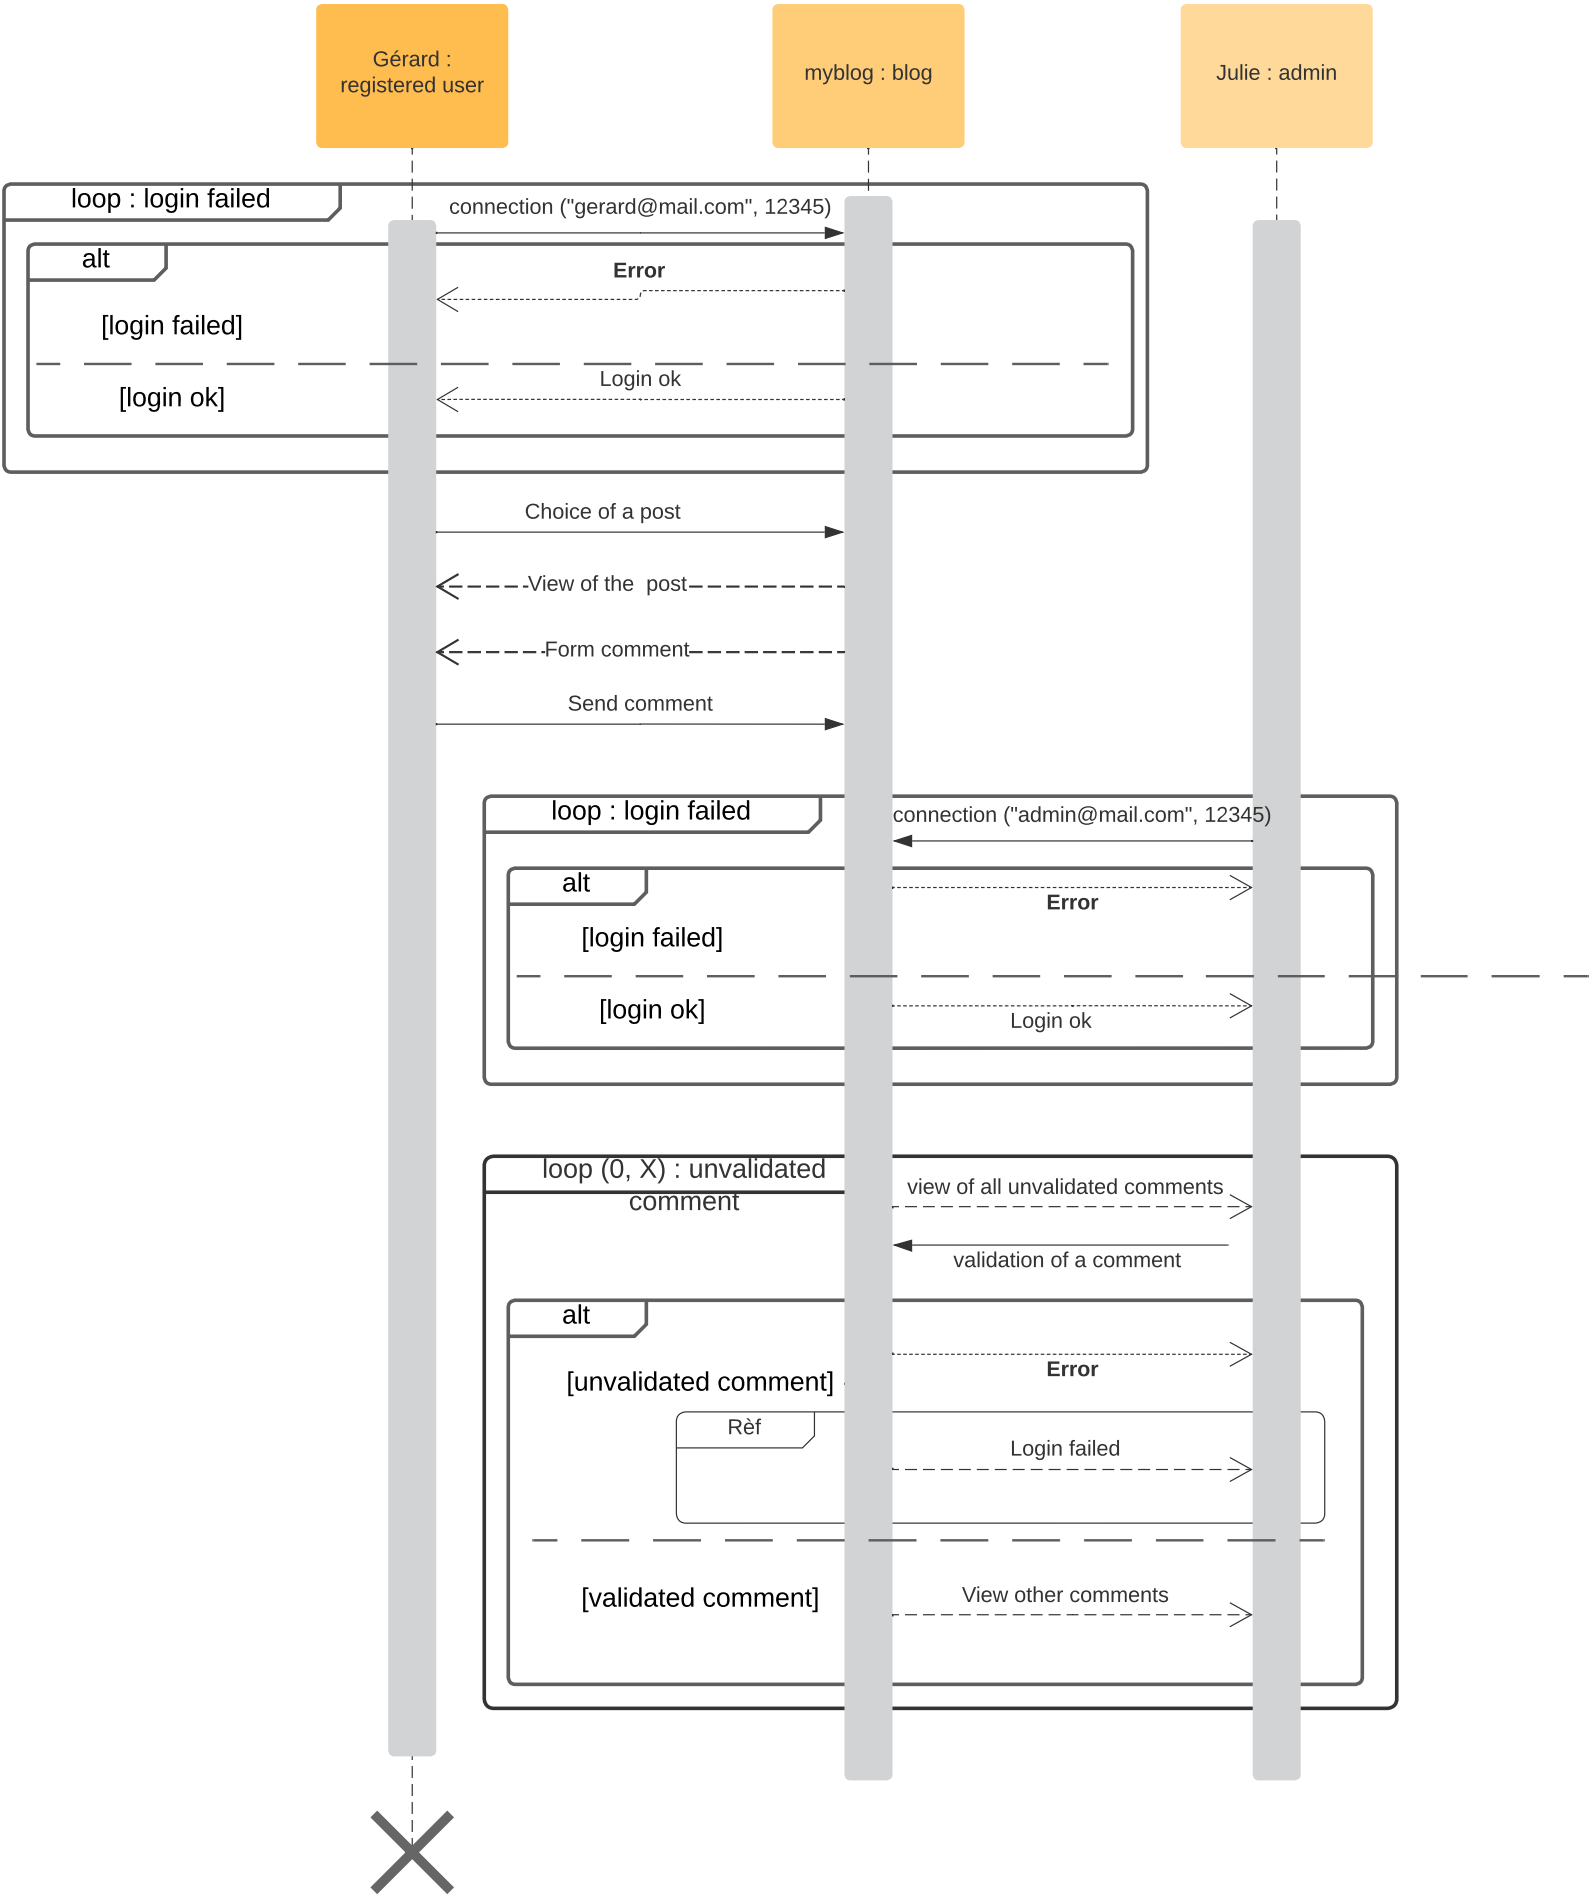 Gérard :
registered user
myblog : blog
Julie : admin
loop : login failed
connection ("gerard@mail.com", 12345)
alt
Error
[login failed]
Login ok
[login ok]
Choice of a post
View of the  post
Form comment
Send comment
loop : login failed
connection ("admin@mail.com", 12345)
alt
Error
[login failed]
[login ok]
Login ok
loop (0, X) : unvalidated
comment
view of all unvalidated comments
validation of a comment
alt
Error
[unvalidated comment]
Rèf
Login failed
View other comments
[validated comment]